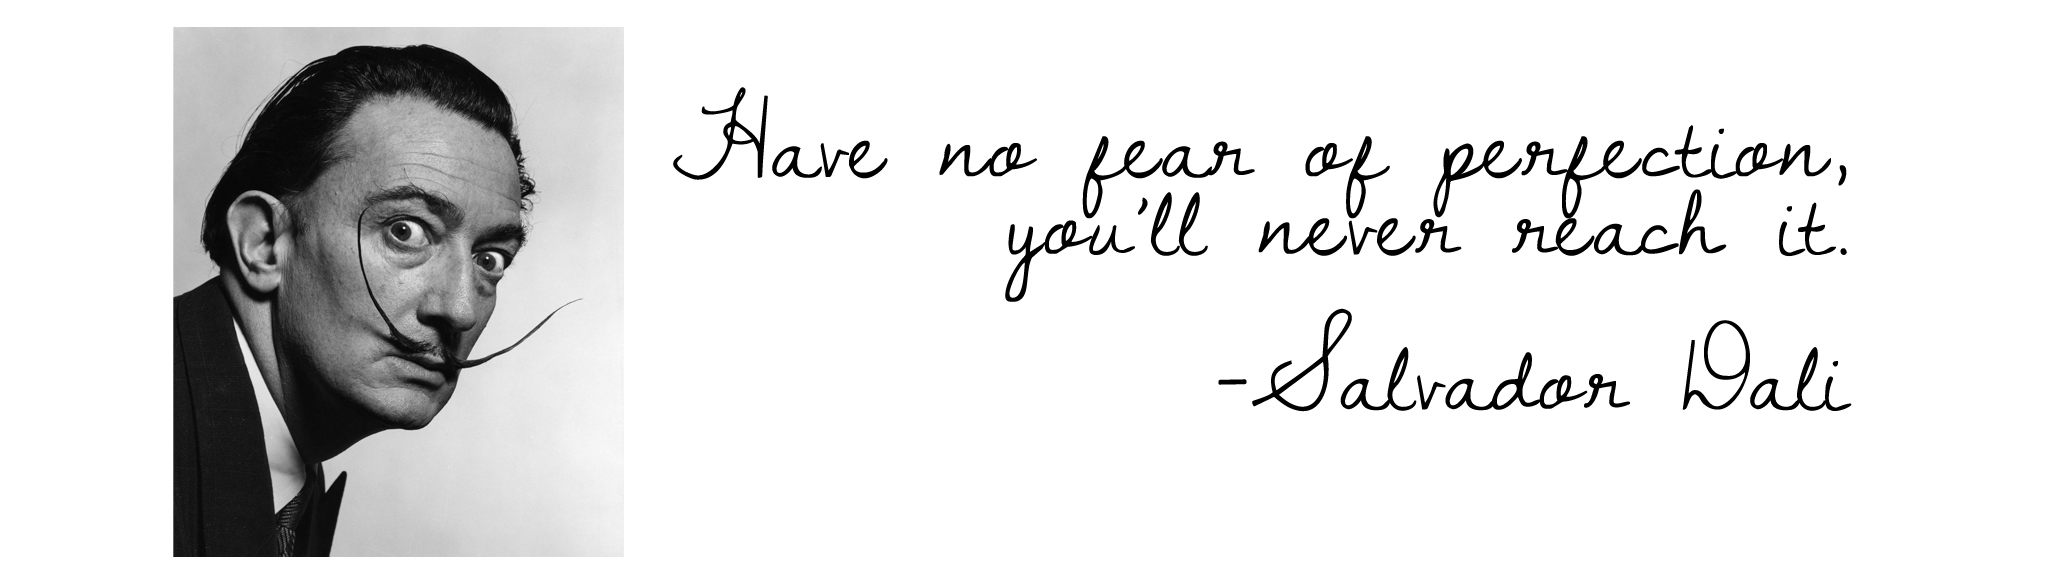 Have no fear of perfection,
you'll never reach it.
-Salvador Dali